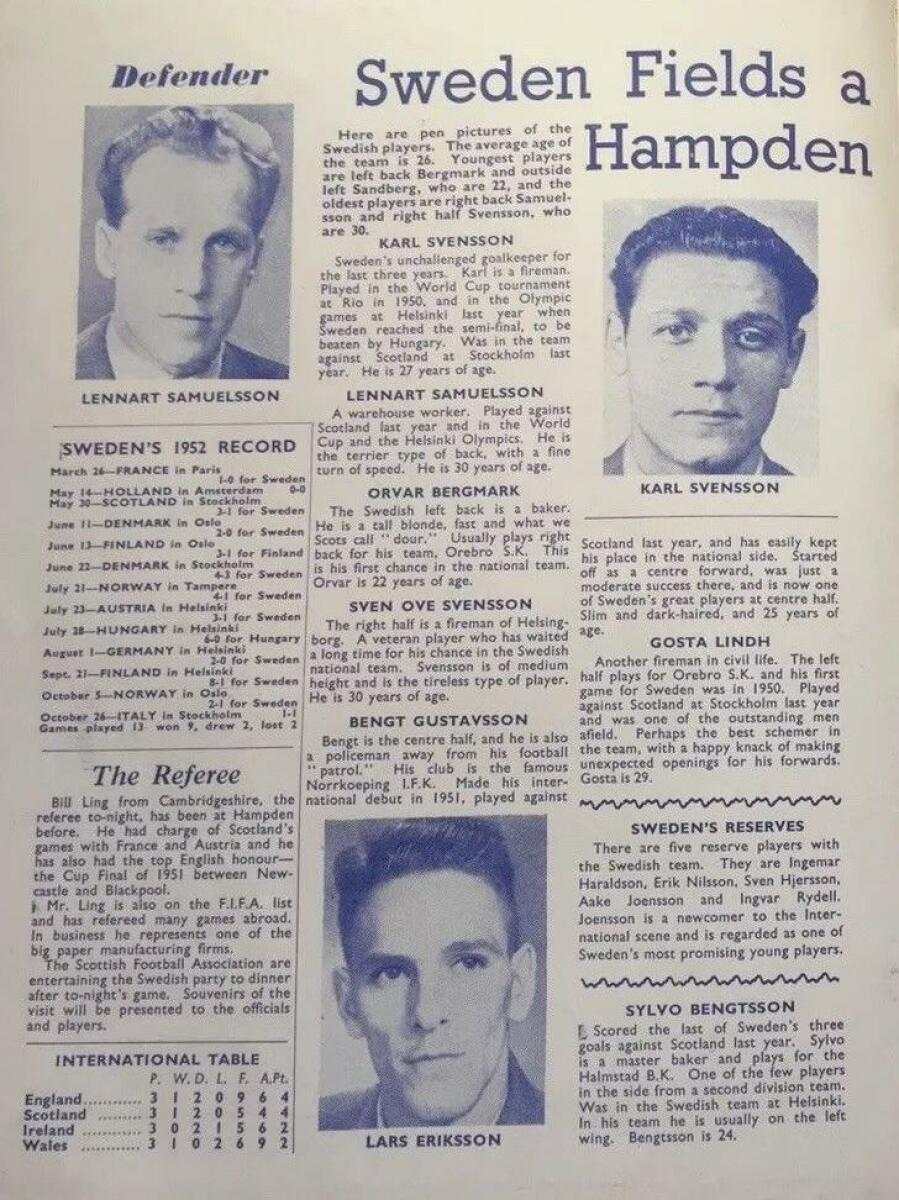 Defender
LENNART SAMUELSSON
SWEDEN'S 1952 RECORD
March 26—FRANCE in Paris
1-0 for Sweden
May 14—HOLLAND in Amsterdam 0-0
May 30—SCOTLAND in Stockholm
3-1 for Sweden
June 11—DENMARK in Oslo
2-0 for Sweden
June 13—FINLAND in Oslo
3-1 for Finland
June 22—DENMARK in Stockholm
4-3 for Sweden
July 21—NORWAY in Tampere
4-1 for Sweden
July 23—AUSTRIA in Helsinki
3-1 for Sweden
July 28—HUNGARY in Helsinki
6-0 for Hungary
August 1—GERMANY in Helsinki
2-0 for Sweden
Sept. 21—FINLAND in Helsinki
8-1 for Sweden
October 5—NORWAY in Oslo
2-1 for Sweden
October 26—ITALY in Stockholm 1-1
Games played 13 won 9, drew 2, lost 2
The Referee
Bill Ling from Cambridgeshire, the
referee to-night, has been at Hampden
before. He had charge of Scotland's
games with France and Austria and he
has also had the top English honour—
the Cup Final of 1951 between New-
castle and Blackpool.
Mr. Ling is also on the F.I.F.A. list
and has refereed many games abroad.
In business he represents one of the
big paper manufacturing firms.
The Scottish Football Association are
entertaining the Swedish party to dinner
after to-night's game. Souvenirs of the
visit will be presented to the officials
and players.
INTERNATIONAL TABLE
P. W. D. L. F. A. Pt.
England............ 3 1 2 0 9 6 4
Scotland ......... 3 1 2 0 5 4 4
Ireland ............ 3 0 2 1 5 6 2
Wales ............ 3 1 0 2 6 9 2
Sweden Fields a
Hampden
Here are pen pictures of the
Swedish players. The average age of
the team is 26. Youngest players
are left back Bergmark and outside
left Sandberg, who are 22, and the
oldest players are right back Samuel-
sson and right half Svensson, who
are 30.
KARL SVENSSON
Sweden's unchallenged goalkeeper for
the last three years. Karl is a fireman.
Played in the World Cup tournament
at Rio in 1950, and in the Olympic
games at Helsinki last year when
Sweden reached the semi-final, to be
beaten by Hungary. Was in the team
against Scotland at Stockholm last
year. He is 27 years of age.
LENNART SAMUELSSON
A warehouse worker. Played against
Scotland last year and in the World
Cup and the Helsinki Olympics. He is
the terrier type of back, with a fine
turn of speed. He is 30 years of age.
ORVAR BERGMARK
The Swedish left back is a baker.
He is a tall blonde, fast and what we
Scots call "dour." Usually plays right
back for his team, Orebro S.K. This
is his first chance in the national team.
Orvar is 22 years of age.
SVEN OVE SVENSSON
The right half is a fireman of Helsing-
borg. A veteran player who has waited
a long time for his chance in the Swedish
national team. Svensson is of medium
height and is the tireless type of player.
He is 30 years of age.
BENGT GUSTAVSSON
Bengt is the centre half, and he is also
a policeman away from his football
"patrol." His club is the famous
Norrkoeping I.F.K. Made his inter-
national debut in 1951, played against
LARS ERIKSSON
KARL SVENSSON
Scotland last year, and has easily kept
his place in the national side. Started
off as a centre forward, was just a
moderate success there, and is now one
of Sweden's great players at centre half.
Slim and dark-haired, and 25 years of
age.
GOSTA LINDH
Another fireman in civil life. The left
half plays for Orebro S.K. and his first
game for Sweden was in 1950. Played
against Scotland at Stockholm last year
and was one of the outstanding men
afield. Perhaps the best schemer in
the team, with a happy knack of making
unexpected openings for his forwards.
Gosta is 29.
SWEDEN'S RESERVES
There are five reserve players with
the Swedish team. They are Ingemar
Haraldson, Erik Nilsson, Sven Hjersson,
Aake Joensson and Ingvar Rydell.
Joensson is a newcomer to the Inter-
national scene and is regarded as one of
Sweden's most promising young players.
SYLVO BENGTSSON
Scored the last of Sweden's three
goals against Scotland last year. Sylvo
is a master baker and plays for the
Halmstad B.K. One of the few players
in the side from a second division team.
Was in the Swedish team at Helsinki.
In his team he is usually on the left
wing. Bengtsson is 24.